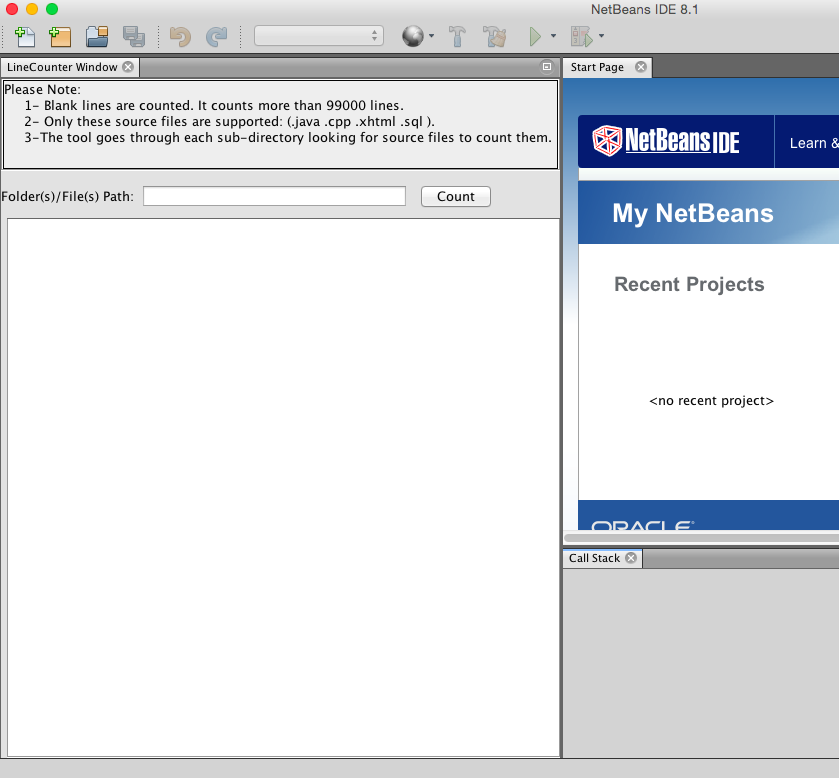 NetBeans IDE 8.1
LineCounter Window
Please Note:
1- Blank lines are counted. It counts more than 99000 lines.
2- Only these source files are supported: (.java .cpp .xhtml .sql ).
3-The tool goes through each sub-directory looking for source files to count them.
Folder(s)/File(s) Path:
Count
Start Page
NetBeans IDE
Learn &
My NetBeans
Recent Projects
<no recent project>
ORACLE
Call Stack